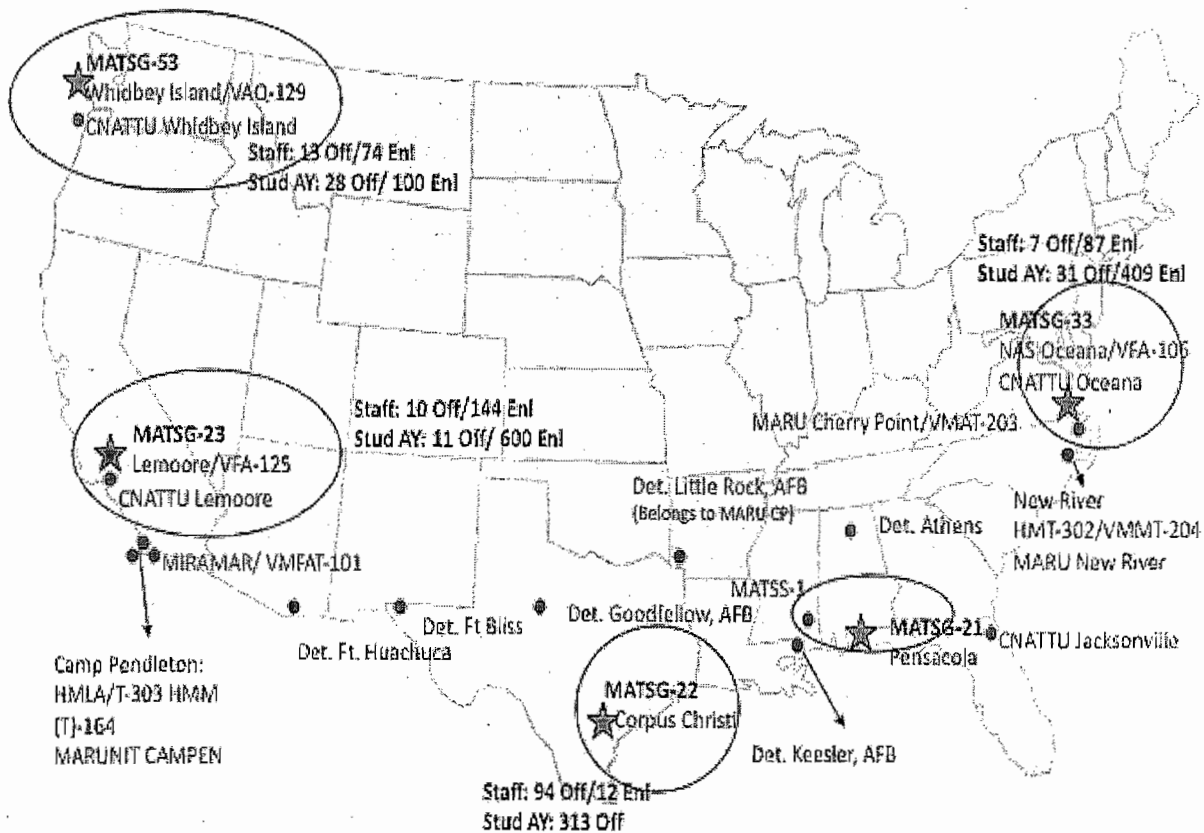 MATSG-53
Whidbey Island/VAQ-129
CNATTU Whidbey Island
Staff: 13 Off/74 Enl
Stud AY: 28 Off/ 100 Enl
Staff: 7 Off/87 Enl
Stud AY: 31 Off/409 Enl
MATSG-33
NAS Oceana/VFA-106
CNATTU Oceana
MARU Cherry Point/VMAT-203
New River
HMT-302/VMMT-204
MARU New River
Staff: 10 Off/144 Enl
Stud AY: 11 Off/ 600 Enl
MATSG-23
Lemoore/VFA-125
CNATTU Lemoore
MIRAMAR/ VMFAT-101
Camp Pendleton:
HMLA/T-303 HMM
(T)-164
MARUNIT CAMPEN
Det. Ft. Huachuca
Det. Ft Bliss
Det. Goodfellow, AFB
Det. Little Rock, AFB
(Belongs to MARU CP)
Det. Athens
MATSS-1
MATSG-21
Pensacola
CNATTU Jacksonville
Det. Keesler, AFB
MATSG-22
Corpus Christi
Staff: 94 Off/12 Enl
Stud AY: 313 Off